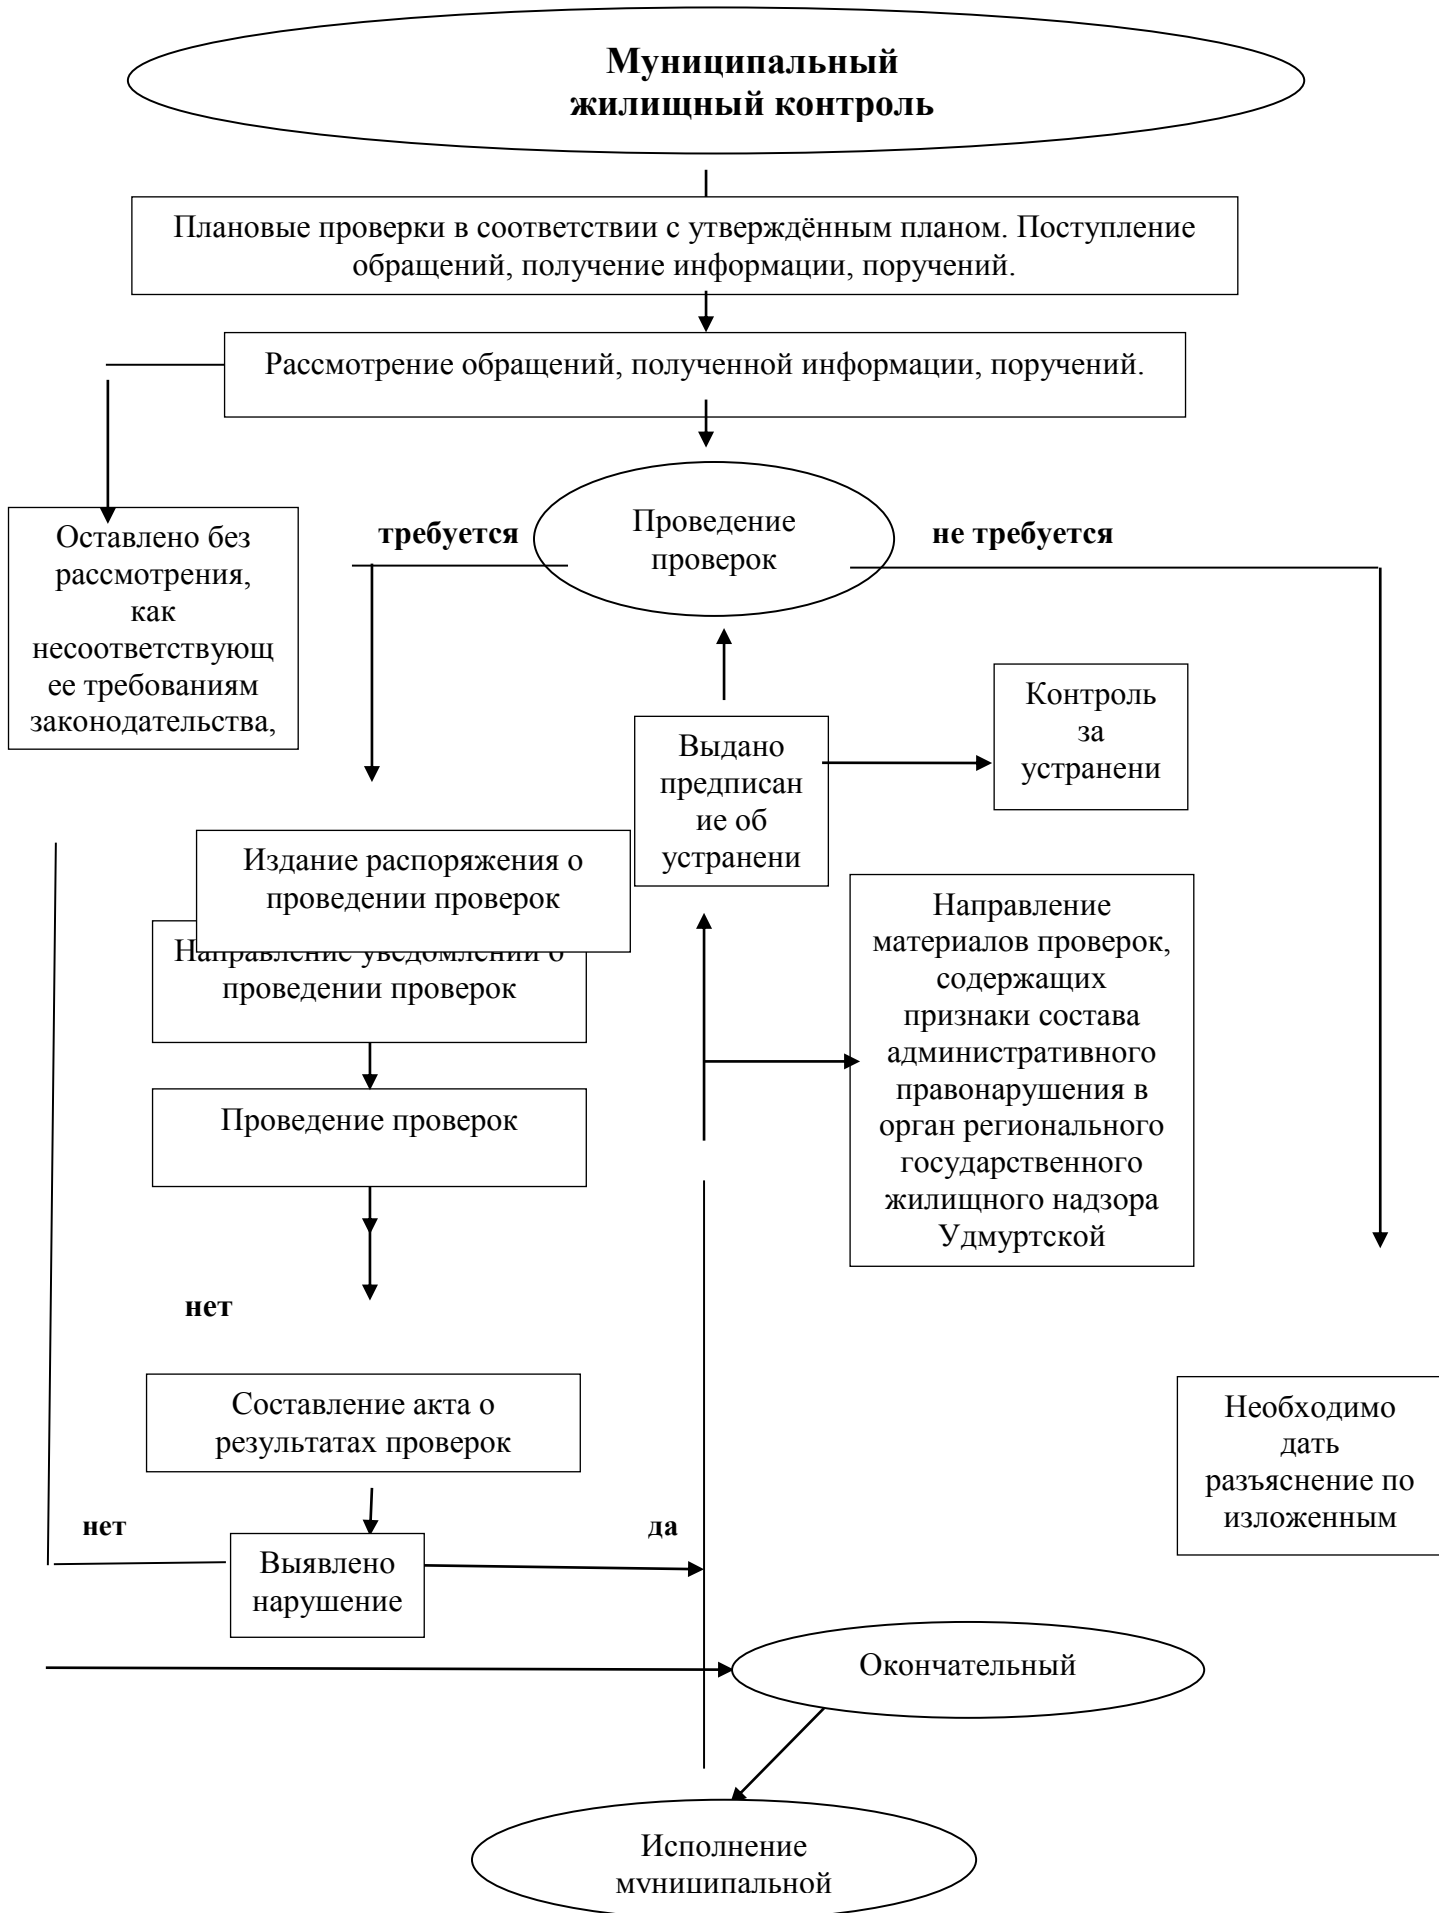 Муниципальный
жилищный контроль
Плановые проверки в соответствии с утверждённым планом. Поступление
обращений, получение информации, поручений.
Рассмотрение обращений, полученной информации, поручений.
Проведение
проверок
требуется
не требуется
Оставлено без
рассмотрения,
как
несоответствующ
ее требованиям
законодательства,
Контроль
за
устранени
Выдано
предписан
ие об
устранени
Издание распоряжения о
проведении проверок
Направление уведомлений о
проведении проверок
Направление
материалов проверок,
содержащих
признаки состава
административного
правонарушения в
орган регионального
государственного
жилищного надзора
Удмуртской
Проведение проверок
нет
Составление акта о
результатах проверок
Необходимо
дать
разъяснение по
изложенным
нет
да
Выявлено
нарушение
Окончательный
Исполнение
муниципальной